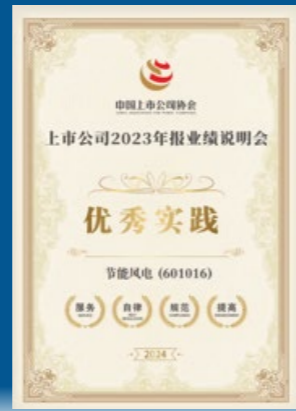 中国上市公司协会
上市公司2023年报业绩说明会
优秀实践
节能风电 (601016)
服务 自律 规范 提高
2024